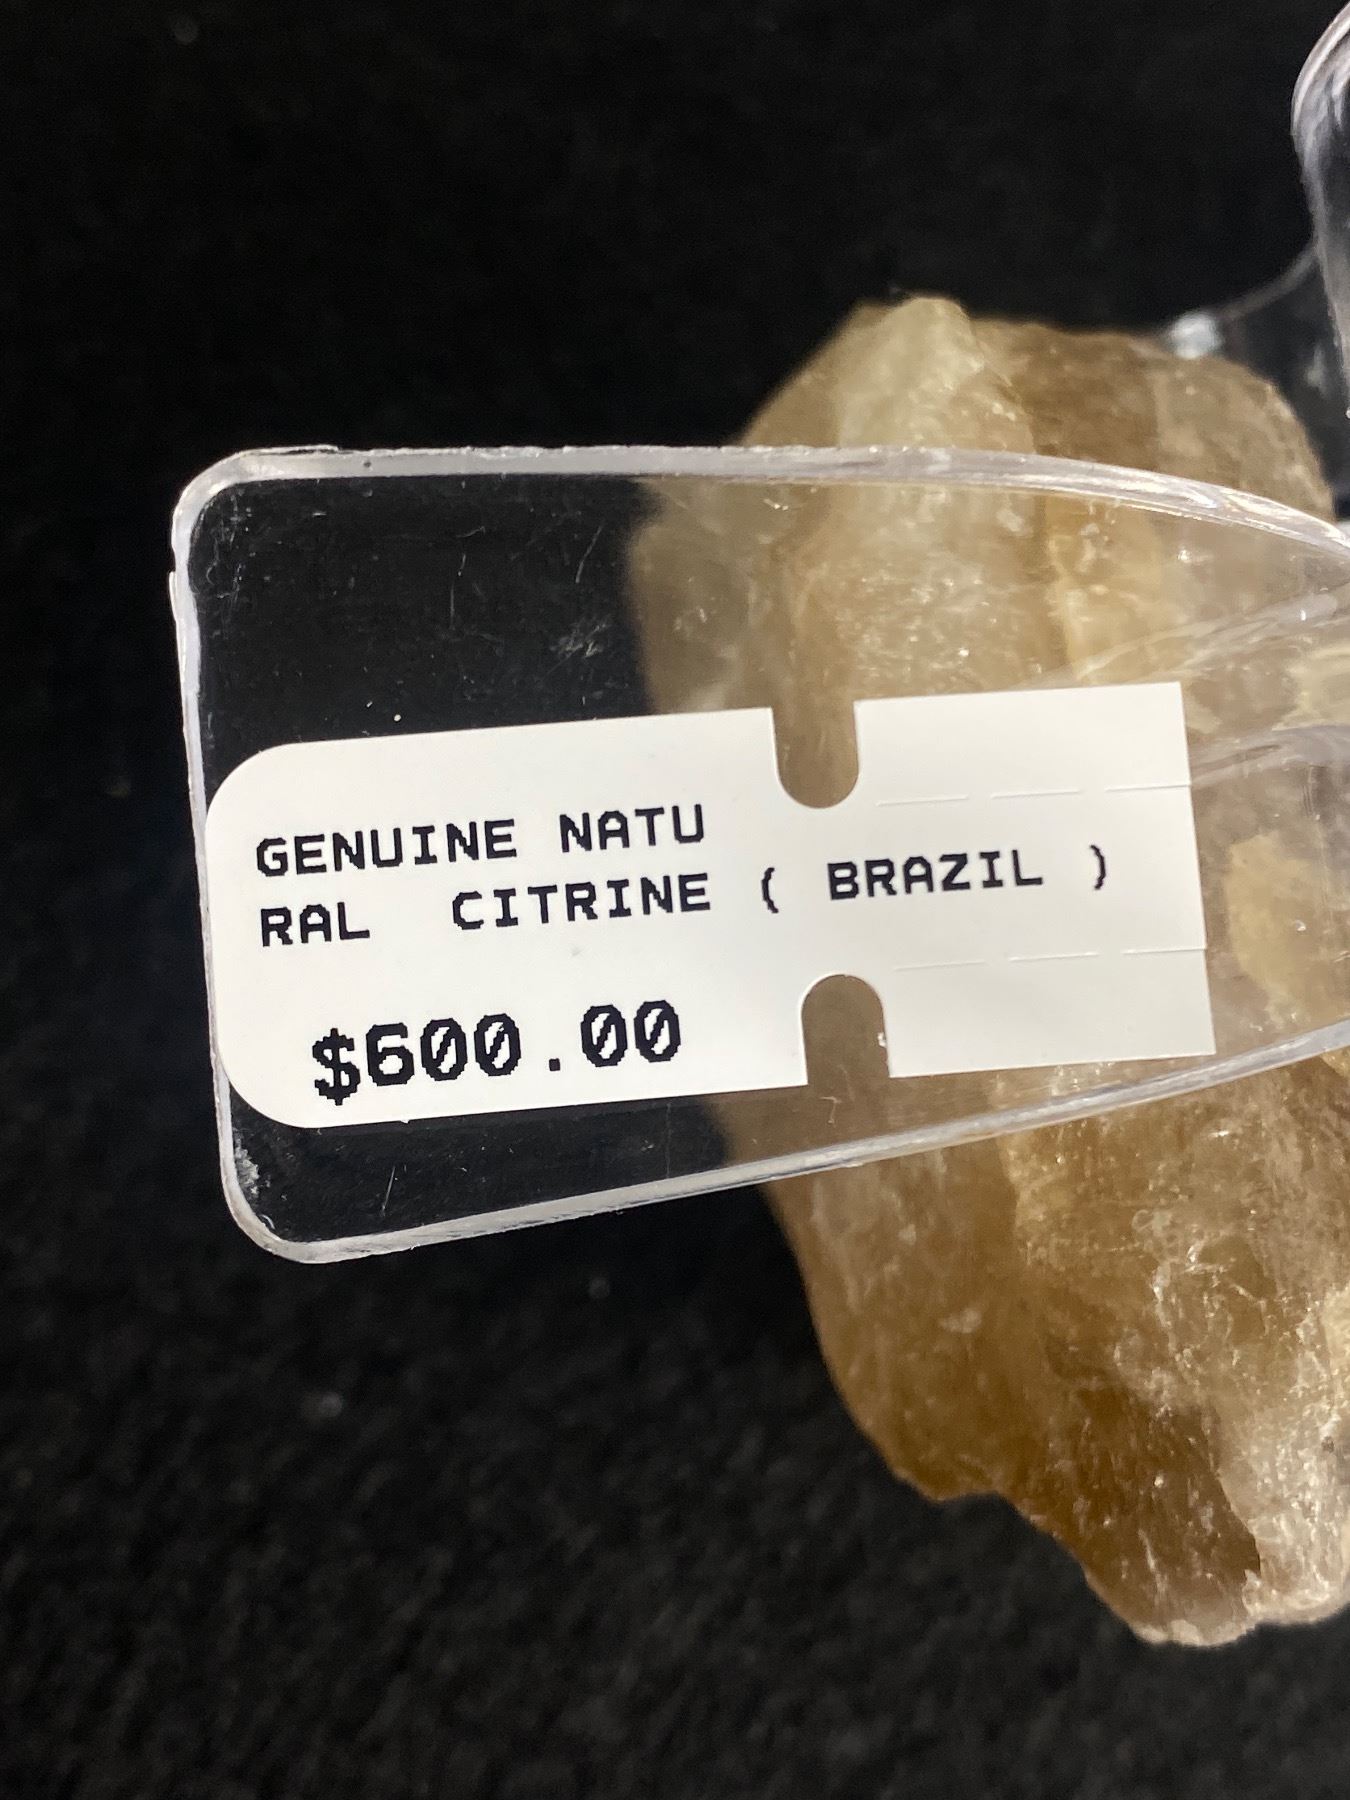 GENUINE NATU
RAL CITRINE ( BRAZIL )
$600.00